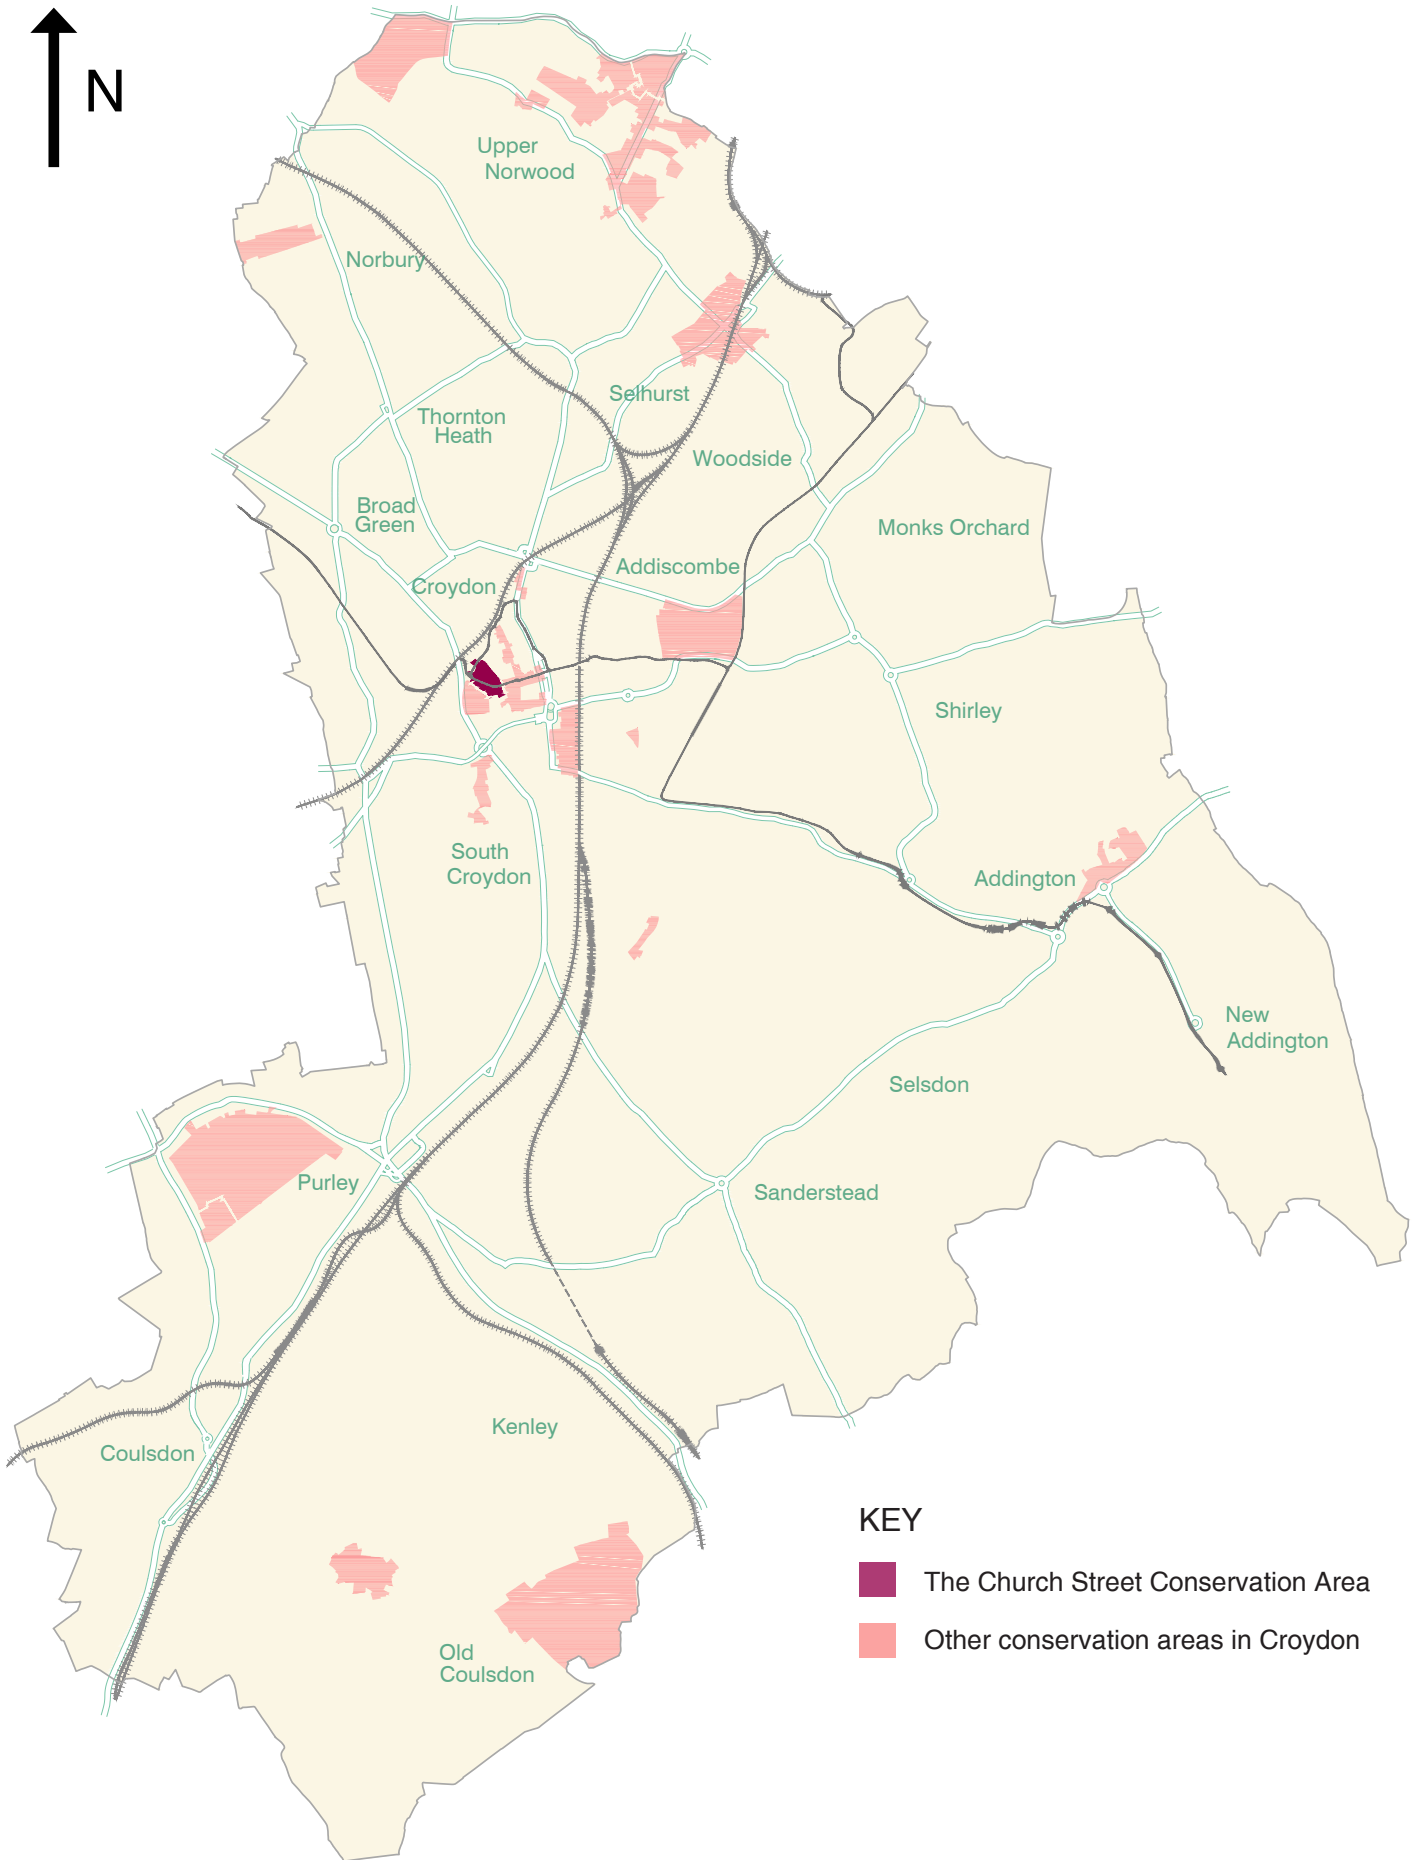 N
Upper
Norwood
Norbury
Selhurst
Thornton
Heath
Woodside
Broad
Green
Monks Orchard
Addiscombe
Croydon
Shirley
South
Croydon
Addington
New
Addington
Selsdon
Purley
Sanderstead
Kenley
Coulsdon
KEY
The Church Street Conservation Area
Other conservation areas in Croydon
Old
Coulsdon